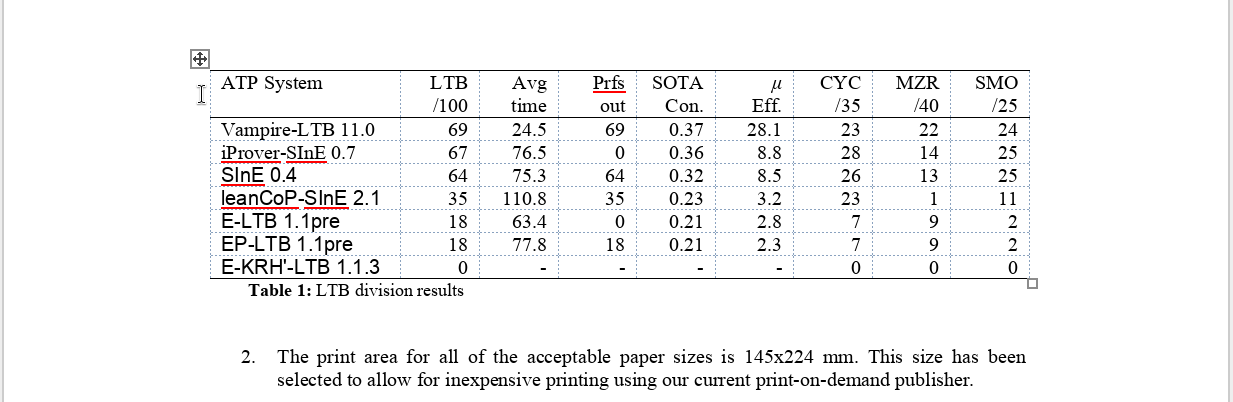 ATP System LTB Avg Prfs SOTA μ CYC MZR SMO
/100 time out Con. Eff. /35 /40 /25
Vampire-LTB 11.0 69 24.5 69 0.37 28.1 23 22 24
iProver-SInE 0.7 67 76.5 0 0.36 8.8 28 14 25
SInE 0.4 64 75.3 64 0.32 8.5 26 13 25
leanCoP-SInE 2.1 35 110.8 35 0.23 3.2 23 1 11
E-LTB 1.1pre 18 63.4 0 0.21 2.8 7 9 2
EP-LTB 1.1pre 18 77.8 18 0.21 2.3 7 9 2
E-KRH'-LTB 1.1.3 0 - - - - 0 0 0
Table 1: LTB division results
2. The print area for all of the acceptable paper sizes is 145x224 mm. This size has been
selected to allow for inexpensive printing using our current print-on-demand publisher.